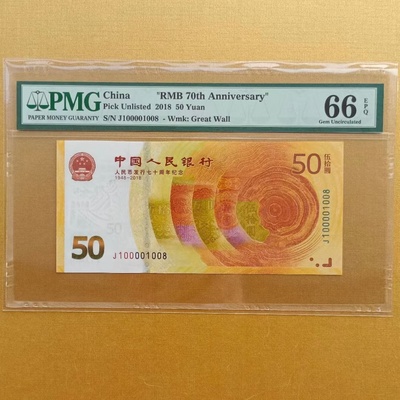 PMG
PAPER MONEY GUARANTY
China "RMB 70th Anniversary"
Pick Unlisted 2018 50 Yuan
S/N J100001008 - Wmk: Great Wall
66 EPQ
Gem Uncirculated
中国人民银行
人民币发行七十周年纪念
1948-2018
50
伍拾圆
J100001008
50
J100001008